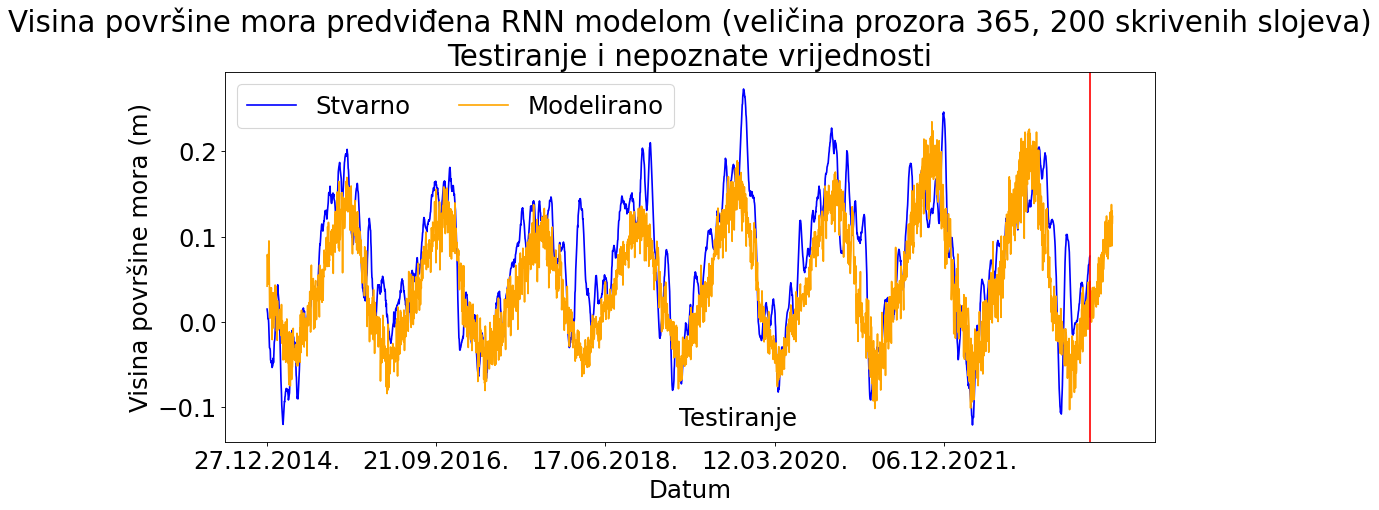 Visina površine mora predviđena RNN modelom (veličina prozora 365, 200 skrivenih slojeva)
Testiranje i nepoznate vrijednosti
Stvarno Modelirano
Visina površine mora (m)
0.2
0.1
0.0
−0.1
Testiranje
27.12.2014. 21.09.2016. 17.06.2018. 12.03.2020. 06.12.2021.
Datum